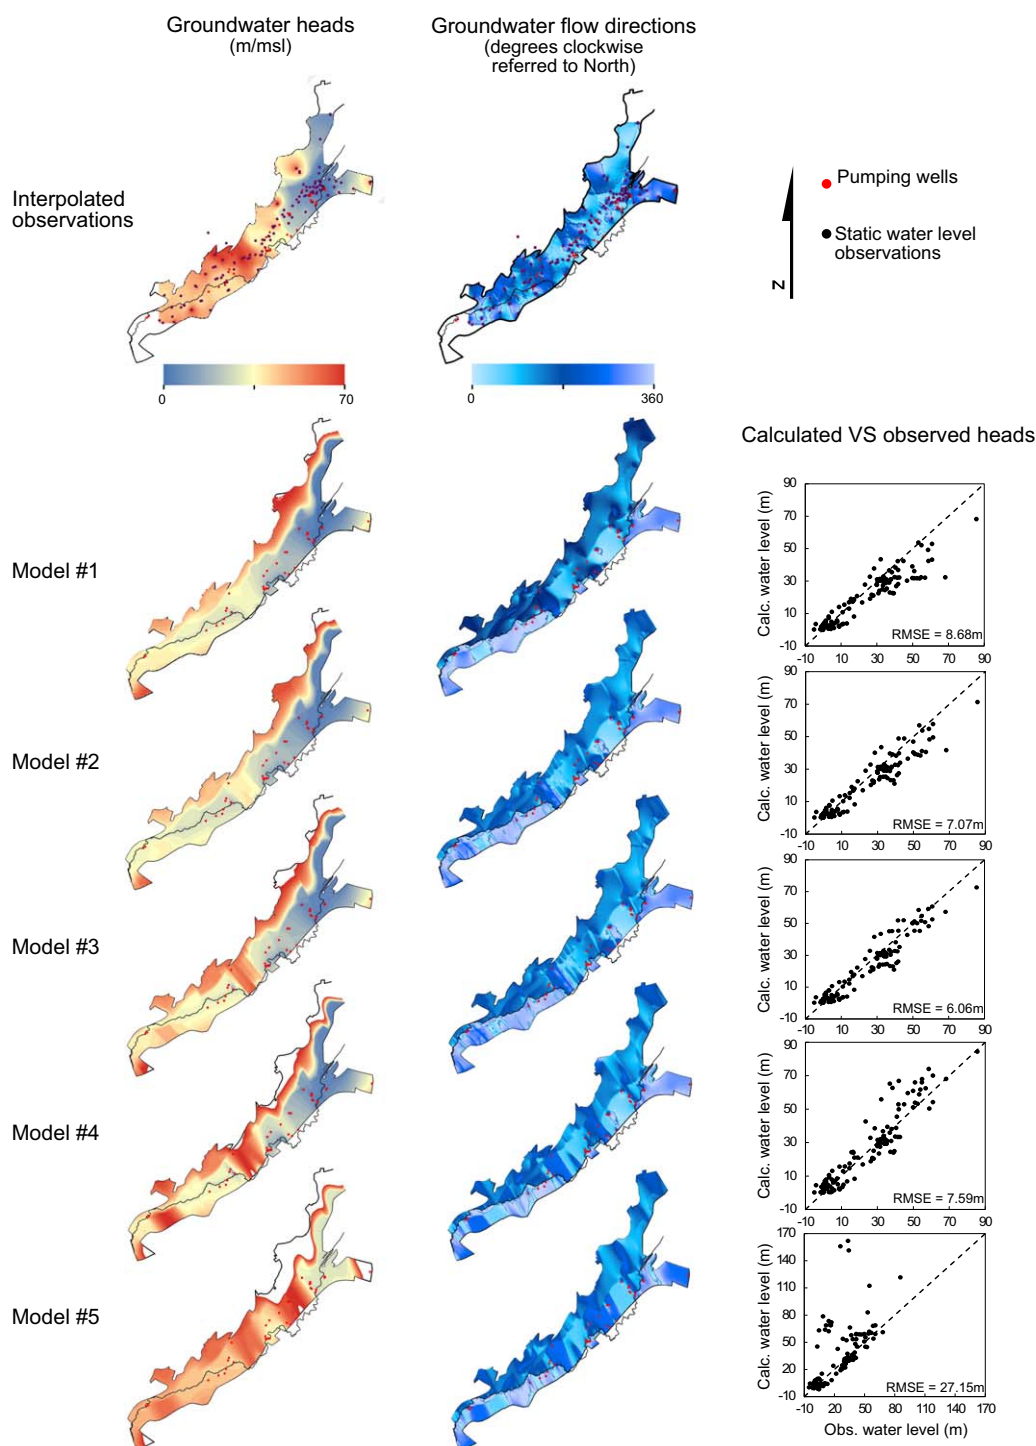 Groundwater heads
(m/msl)
Groundwater flow directions
(degrees clockwise
referred to North)
Interpolated
observations
Pumping wells
Static water level
observations
N
0
70
0
360
Calculated VS observed heads
Model #1
90
70
50
30
10
-10
Calc. water level (m)
RMSE = 8.68m
-10
10
30
50
70
90
Model #2
90
70
50
30
10
-10
Calc. water level (m)
RMSE = 7.07m
-10
10
30
50
70
90
Model #3
90
70
50
30
10
-10
Calc. water level (m)
RMSE = 6.06m
-10
10
30
50
70
90
Model #4
90
70
50
30
10
-10
Calc. water level (m)
RMSE = 7.59m
-10
10
30
50
70
90
Model #5
170
140
110
80
50
20
-10
Calc. water level (m)
RMSE = 27.15m
-10
20
50
80
110
140
170
Obs. water level (m)